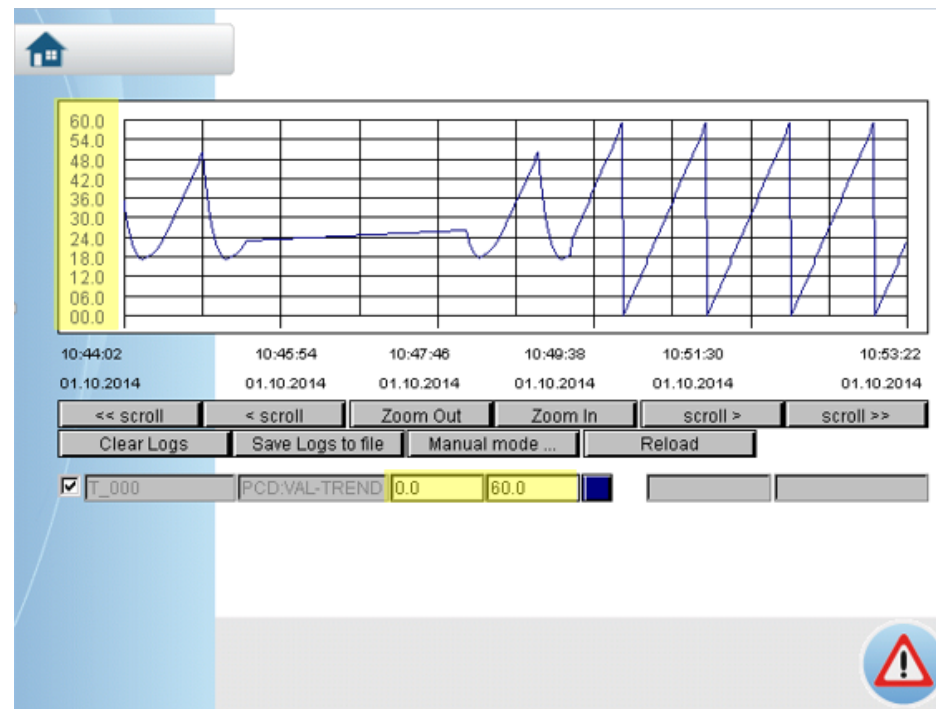 60.0
54.0
48.0
42.0
36.0
30.0
24.0
18.0
12.0
06.0
00.0
10:44:02 10:45:54 10:47:46 10:49:38 10:51:30 10:53:22
01.10.2014 01.10.2014 01.10.2014 01.10.2014 01.10.2014 01.10.2014
<< scroll < scroll Zoom Out Zoom In scroll > scroll >>
Clear Logs Save Logs to file Manual mode ... Reload
T_000 PCD:VAL-TREND 0.0 60.0